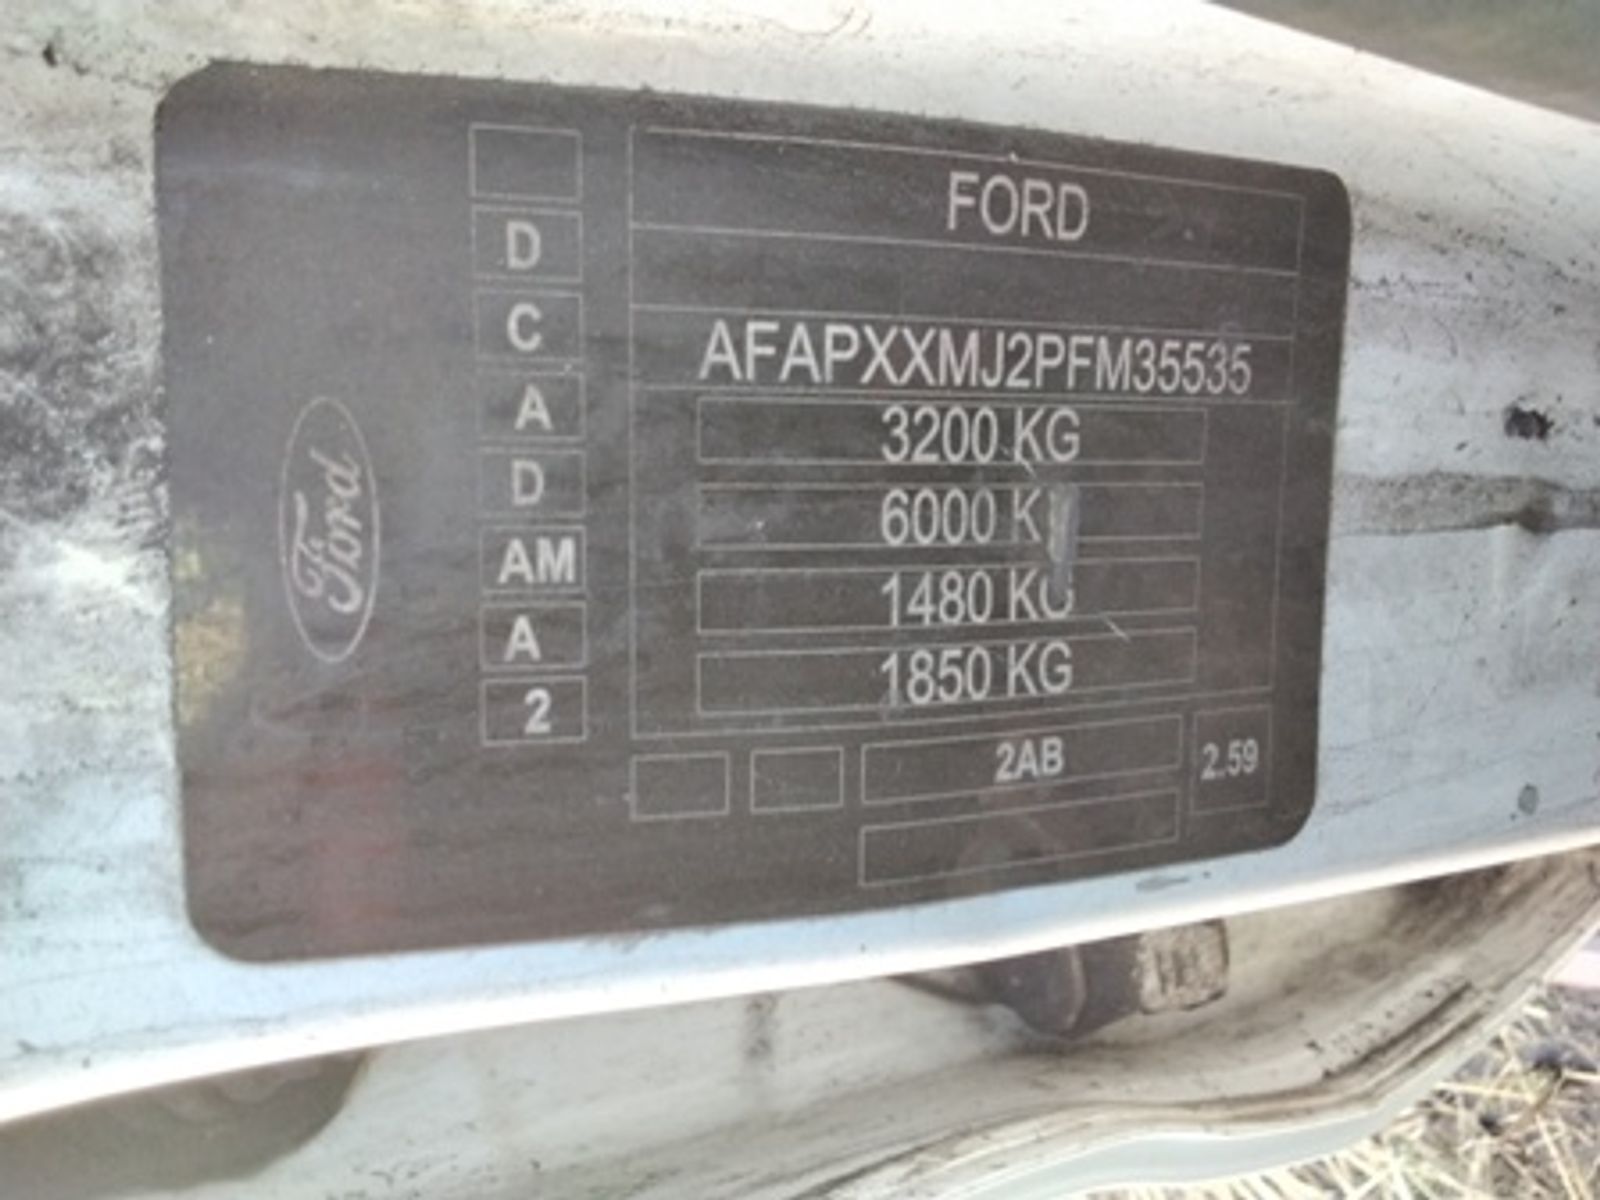 Ford
D
C
A
D
AM
A
2
FORD
AFAPXXMJ2PFM35535
3200 KG
6000 KG
1480 KG
1850 KG
2AB
2.59